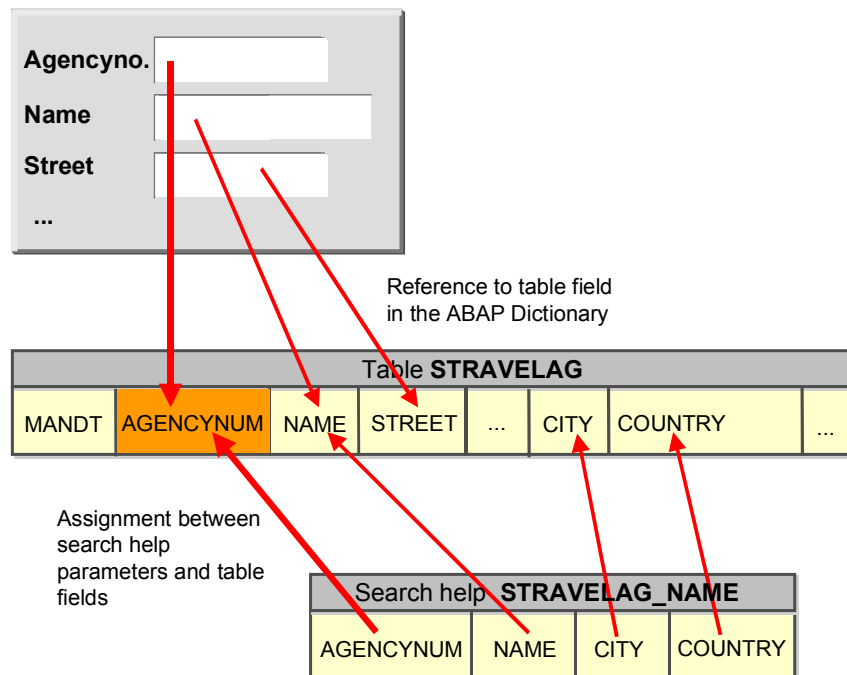 Agencyno.
Name
Street
...
Reference to table field
in the ABAP Dictionary
Table STRAVELAG
MANDT AGENCYNUM NAME STREET ... CITY COUNTRY ...
Assignment between
search help
parameters and table
fields
Search help STRAVELAG_NAME
AGENCYNUM NAME CITY COUNTRY